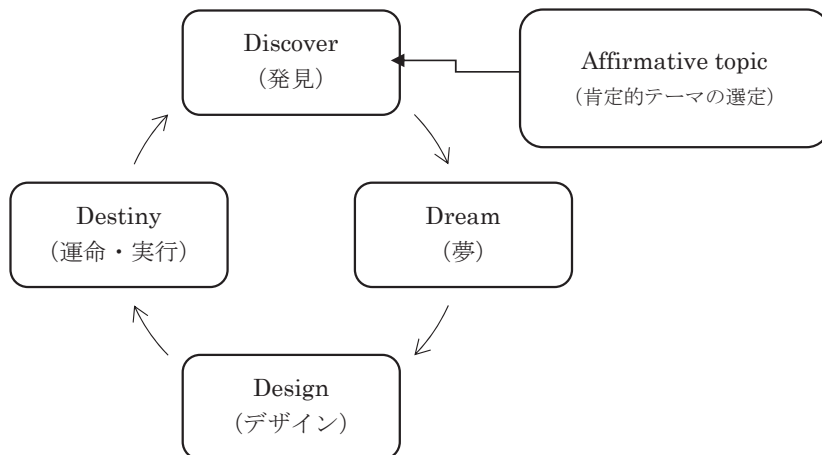 Discover
（発見）
Affirmative topic
（肯定的テーマの選定）
Destiny
（運命・実行）
Dream
（夢）
Design
（デザイン）